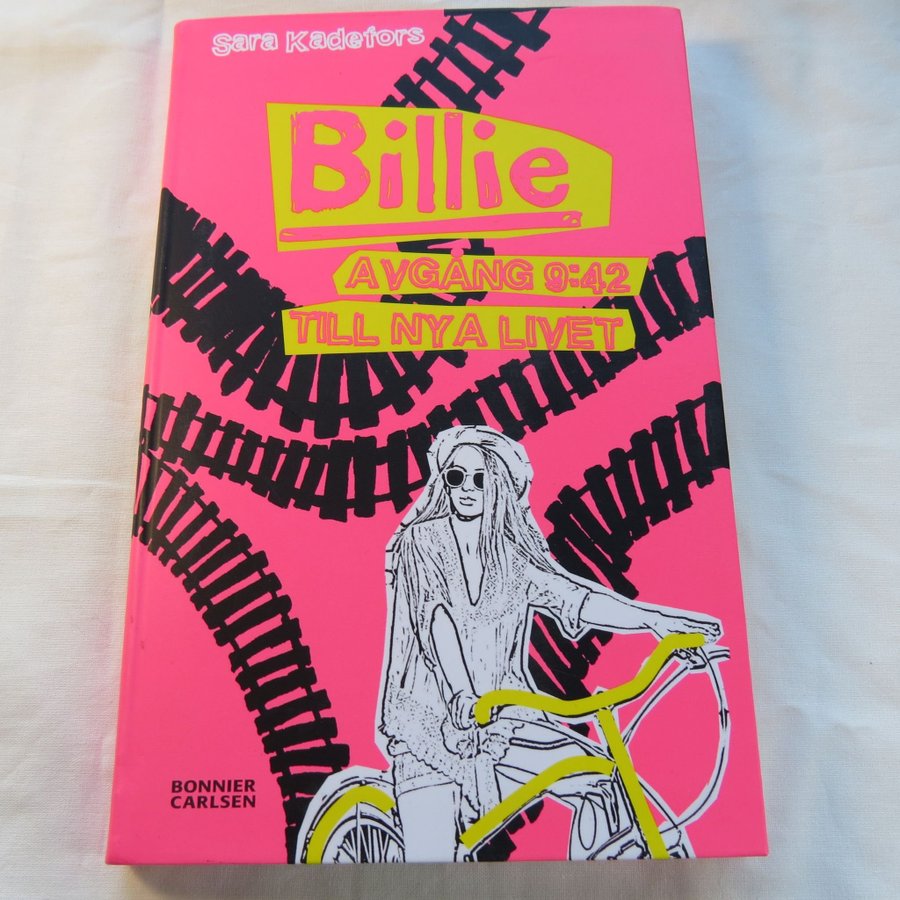 Sara Kadefors
Billie
AVGÅNG 9:42
TILL NYA LIVET
BONNIER
CARLSEN